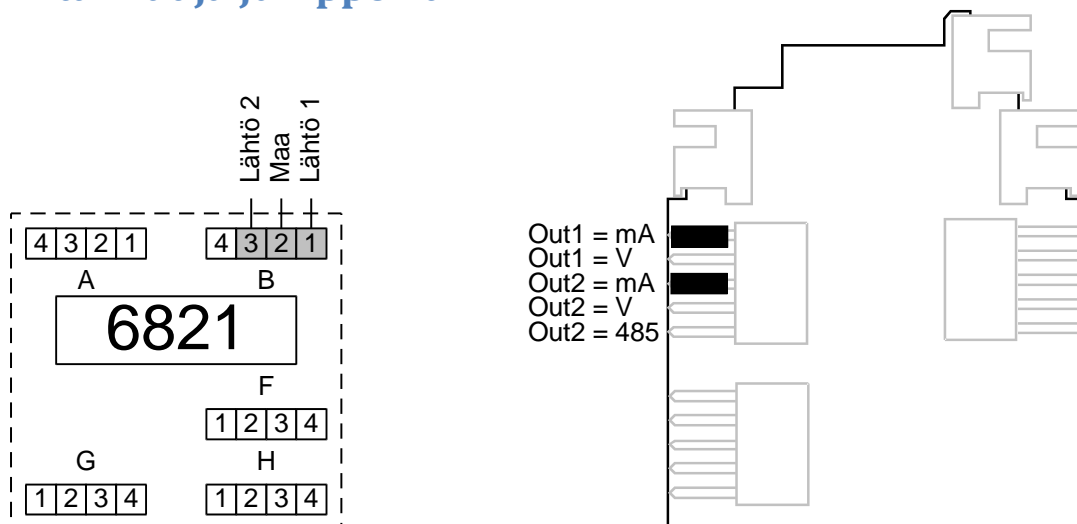 Lähtö 2
Maa
Lähtö 1
4 3 2 1
4 3 2 1
A
B
6821
F
1 2 3 4
G
H
1 2 3 4
1 2 3 4
Out1 = mA
Out1 = V
Out2 = mA
Out2 = V
Out2 = 485